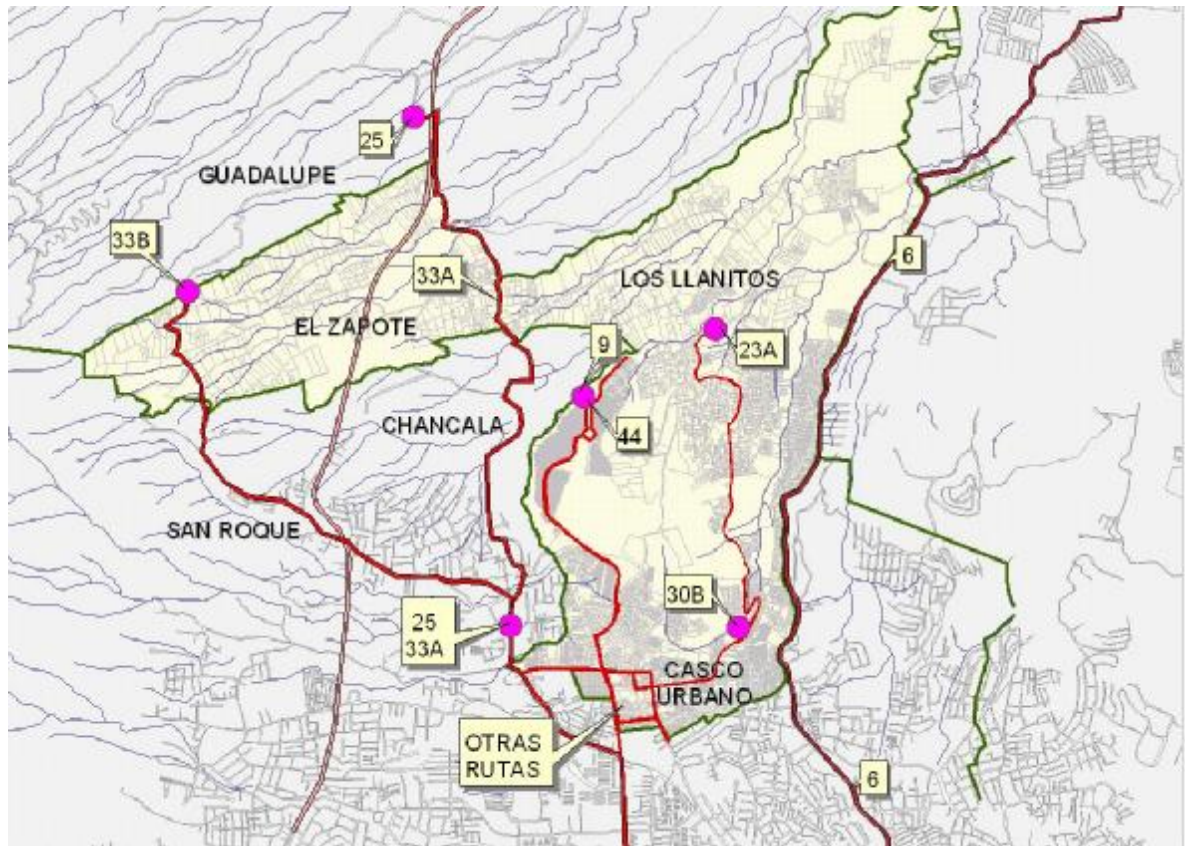 25
GUADALUPE
33B
6
33A
LOS LLANITOS
EL ZAPOTE
9
23A
CHANCALA
44
SAN ROQUE
30B
25
33A
CASCO
URBANO
OTRAS
RUTAS
6